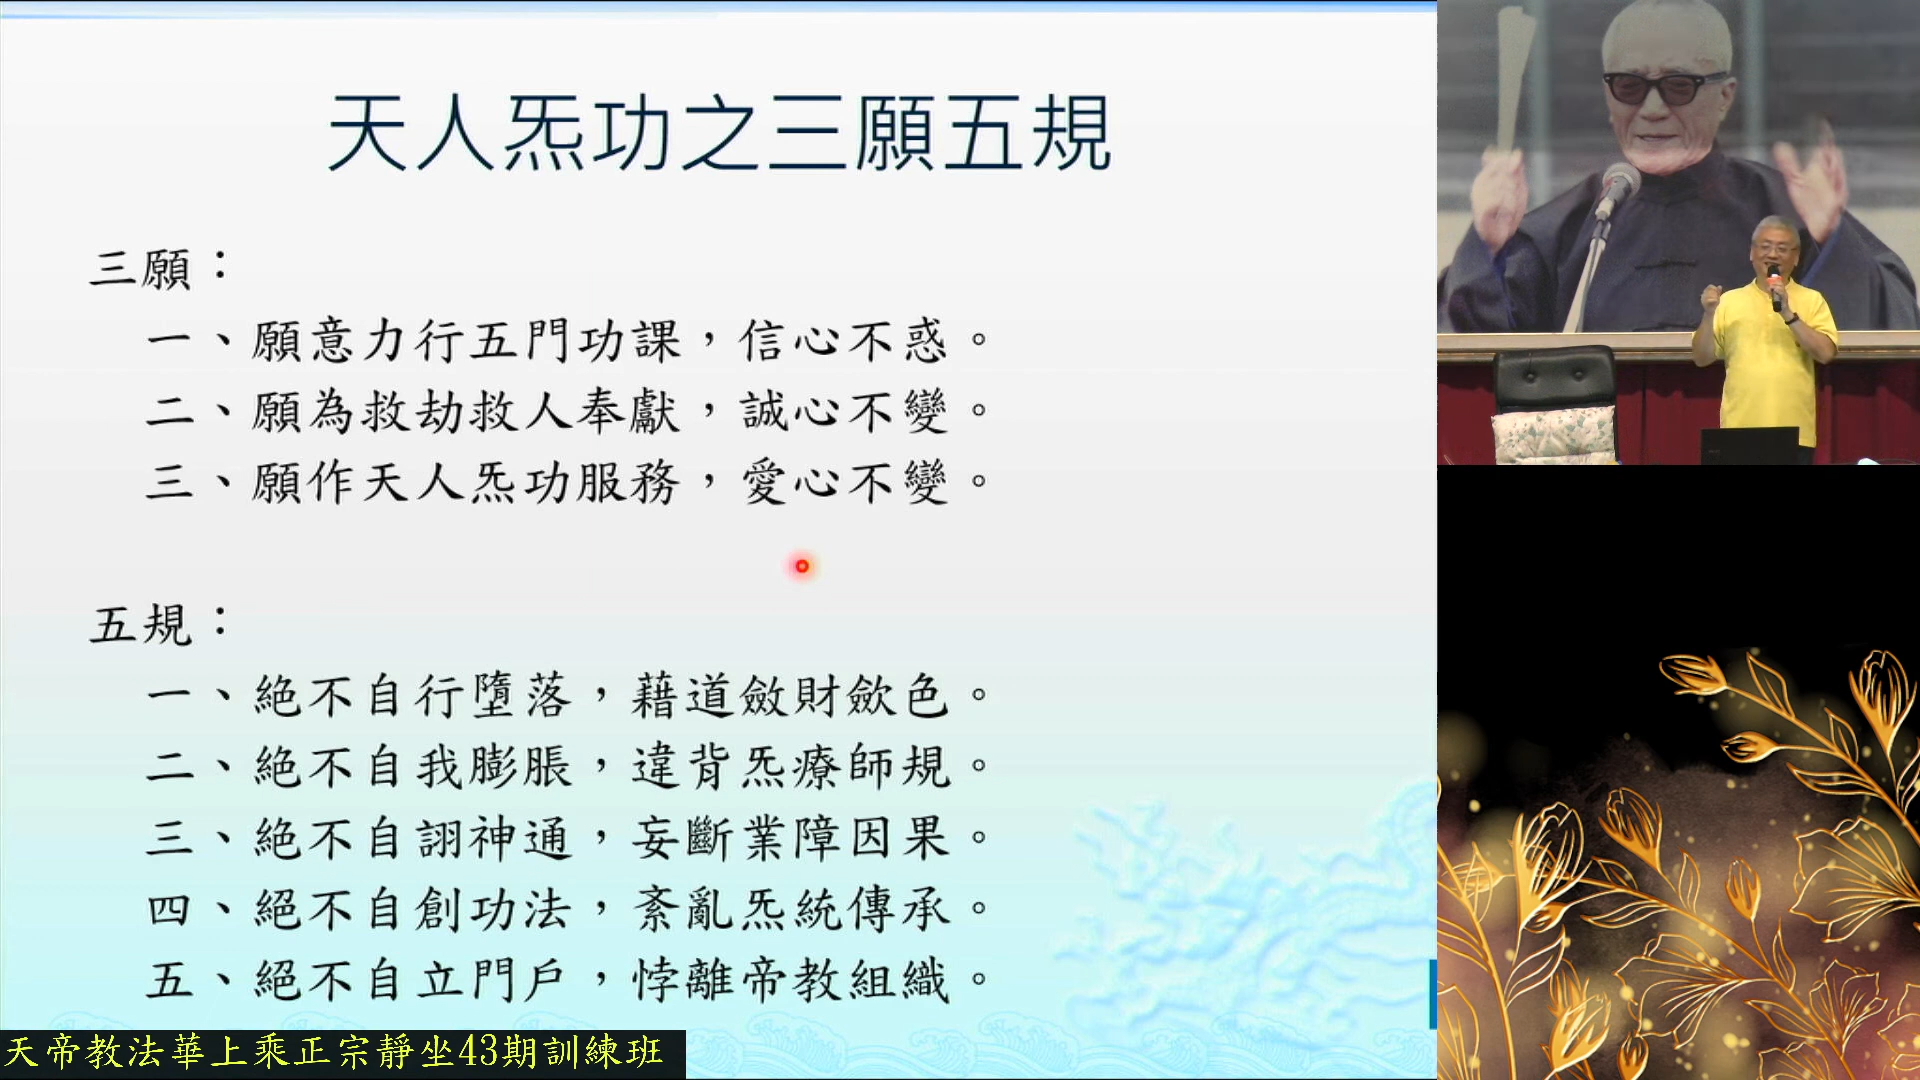 天人炁功之三願五規
三願：
一、願意力行五門功課，信心不惑。
二、願為救劫救人奉獻，誠心不變。
三、願作天人炁功服務，愛心不變。
五規：
一、絕不自行墮落，藉道斂財歛色。
二、絕不自我膨脹，違背炁療師規。
三、絕不自詡神通，妄斷業障因果。
四、絕不自創功法，紊亂炁統傳承。
五、絕不自立門戶，悖離帝教組織。
天帝教法華上乘正宗靜坐43期訓練班